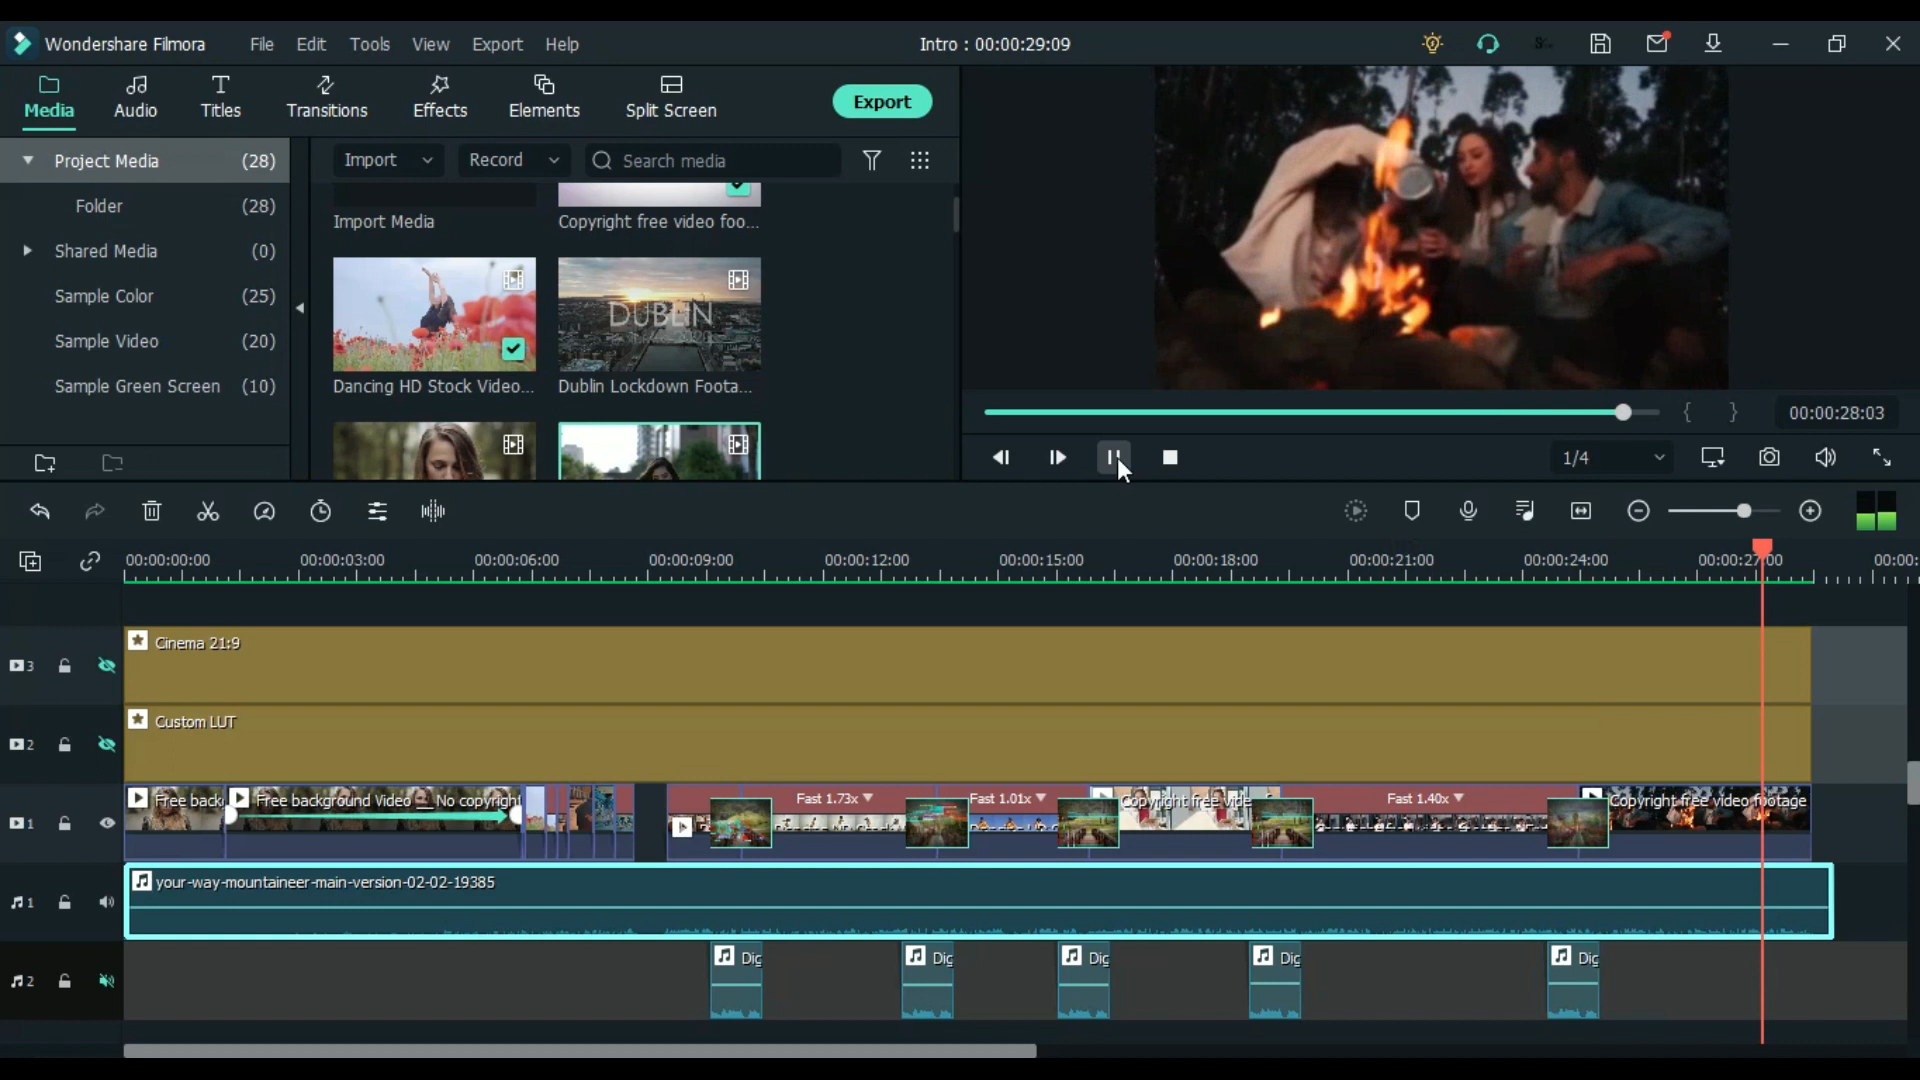 Wondershare Filmora
File
Edit
Tools
View
Export
Help
Intro : 00:00:29:09
Media
Audio
Titles
Transitions
Effects
Elements
Split Screen
Export
Project Media (28)
Folder (28)
Shared Media (0)
Sample Color (25)
Sample Video (20)
Sample Green Screen (10)
Import
Record
Search media
Import Media
Copyright free video foo...
DUBLIN
Dancing HD Stock Video...
Dublin Lockdown Foota...
{ }
00:00:28:03
1/4
00:00:00:00
00:00:03:00
00:00:06:00
00:00:09:00
00:00:12:00
00:00:15:00
00:00:18:00
00:00:21:00
00:00:24:00
00:00:27:00
00:00:
3
Cinema 21:9
2
Custom LUT
1
Free back
Free background Video __ No copyright
Fast 1.73x
Fast 1.01x
Copyright free vide
Fast 1.40x
Copyright free video footage
1
your-way-mountaineer-main-version-02-02-19385
2
Dig
Dig
Dig
Dig
Dig